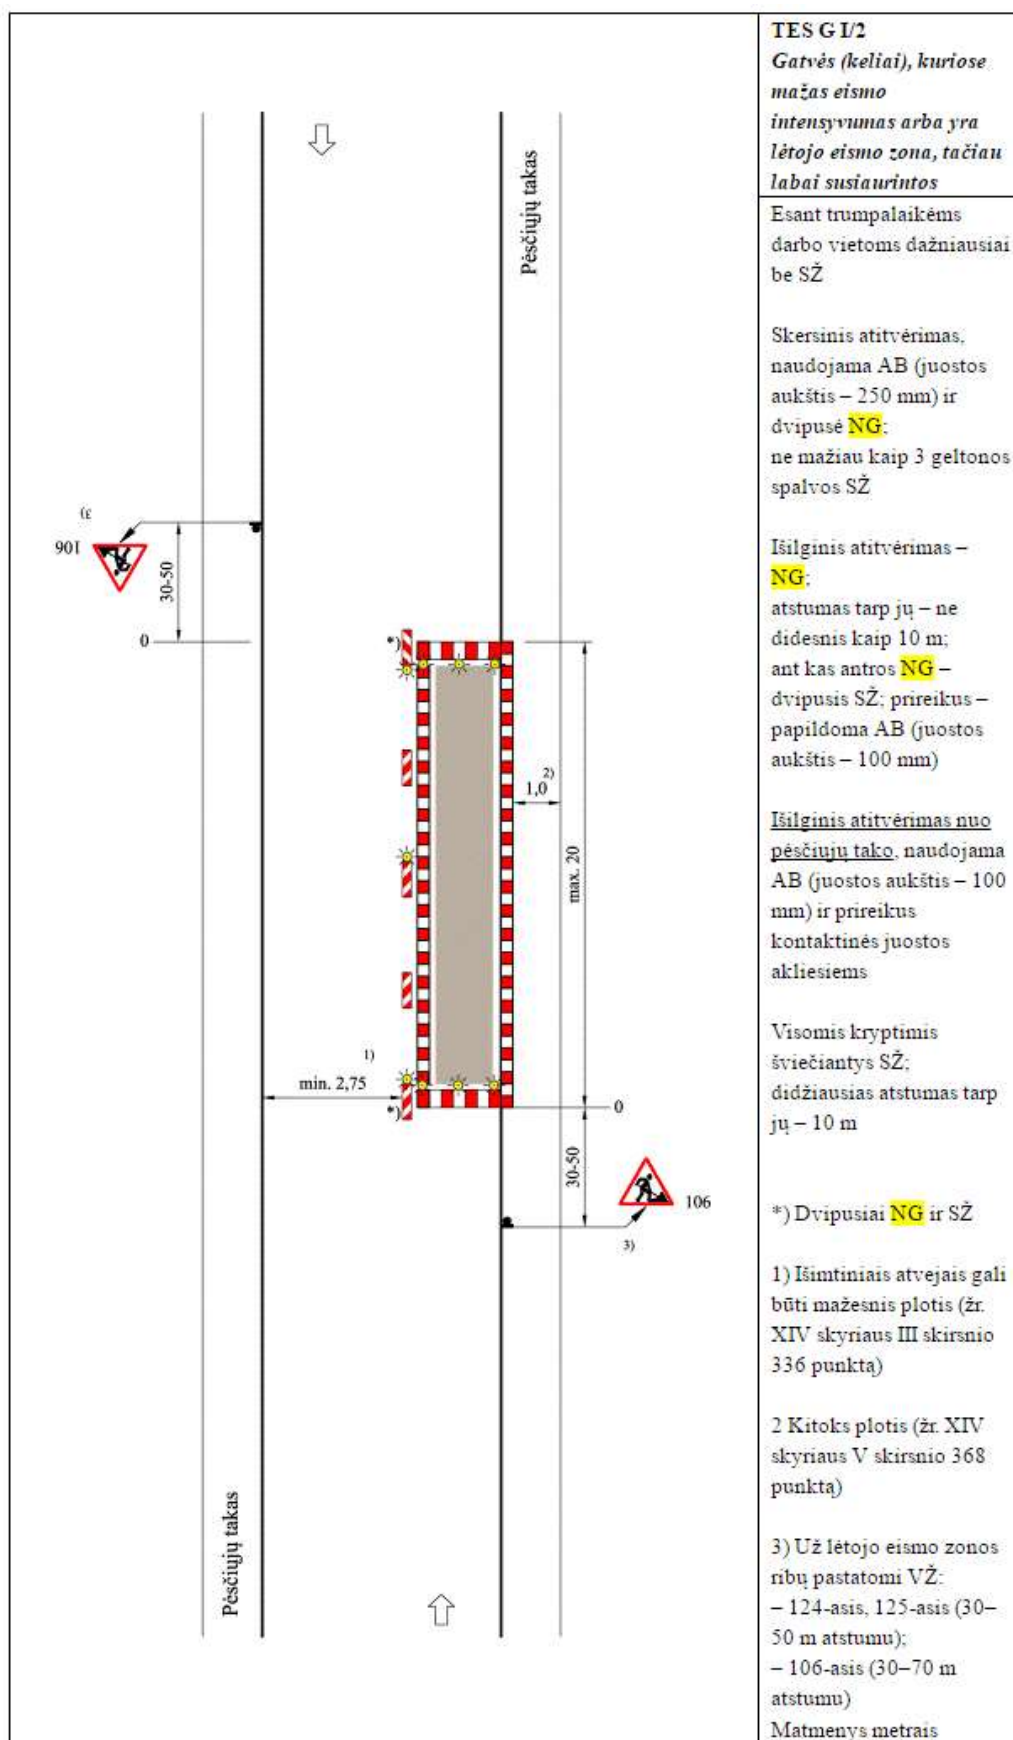 TES G I/2
Gatvės (keliai), kuriose
mažas eismo
intensyvumas arba yra
lėtojo eismo zona, tačiau
labai susiaurintos
Esant trumpalaikėms
darbo vietoms dažniausiai
be SŽ
Skersinis atitvėrimas,
naudojama AB (juostos
aukštis – 250 mm) ir
dvipusė NG;
ne mažiau kaip 3 geltonos
spalvos SŽ
Išilginis atitvėrimas –
NG;
atstumas tarp jų – ne
didesnis kaip 10 m;
ant kas antros NG –
dvipusis SŽ; prireikus –
papildoma AB (juostos
aukštis – 100 mm)
Išilginis atitvėrimas nuo
pėsčiųjų tako, naudojama
AB (juostos aukštis – 100
mm) ir prireikus
kontaktinės juostos
akliesiems
Visomis kryptimis
šviečiantys SŽ;
didžiausias atstumas tarp
jų – 10 m
*) Dvipusiai NG ir SŽ
1) Išimtiniais atvejais gali
būti mažesnis plotis (žr.
XIV skyriaus III skirsnio
336 punktą)
2 Kitoks plotis (žr. XIV
skyriaus V skirsnio 368
punktą)
3) Už lėtojo eismo zonos
ribų pastatomi VŽ:
– 124-asis, 125-asis (30–
50 m atstumu);
– 106-asis (30–70 m
atstumu)
Matmenys metrais
Pėsčiųjų takas
3)
106
30-50
0
*)
2)
1,0
max. 20
1)
min. 2,75
*)
0
30-50
106
3)
Pėsčiųjų takas